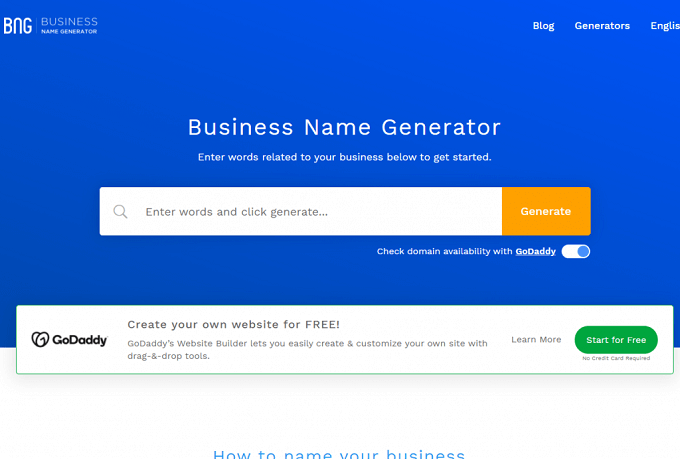 BNG BUSINESS
NAME GENERATOR
Blog Generators Englis
Business Name Generator
Enter words related to your business below to get started.
Enter words and click generate... Generate
Check domain availability with GoDaddy
GoDaddy
Create your own website for FREE!
GoDaddy's Website Builder lets you easily create & customize your own site with
drag-&-drop tools.
Learn More
Start for Free
No Credit Card Required
How to name your business